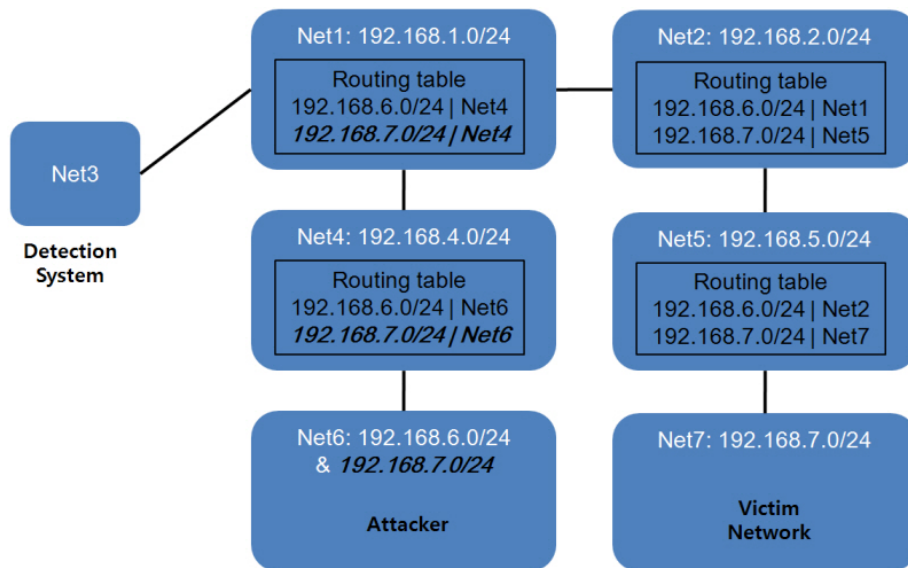 Net1: 192.168.1.0/24
Routing table
192.168.6.0/24 | Net4
192.168.7.0/24 | Net4
Net2: 192.168.2.0/24
Routing table
192.168.6.0/24 | Net1
192.168.7.0/24 | Net5
Net3
Detection
System
Net4: 192.168.4.0/24
Routing table
192.168.6.0/24 | Net6
192.168.7.0/24 | Net6
Net5: 192.168.5.0/24
Routing table
192.168.6.0/24 | Net2
192.168.7.0/24 | Net7
Net6: 192.168.6.0/24
& 192.168.7.0/24
Attacker
Net7: 192.168.7.0/24
Victim
Network